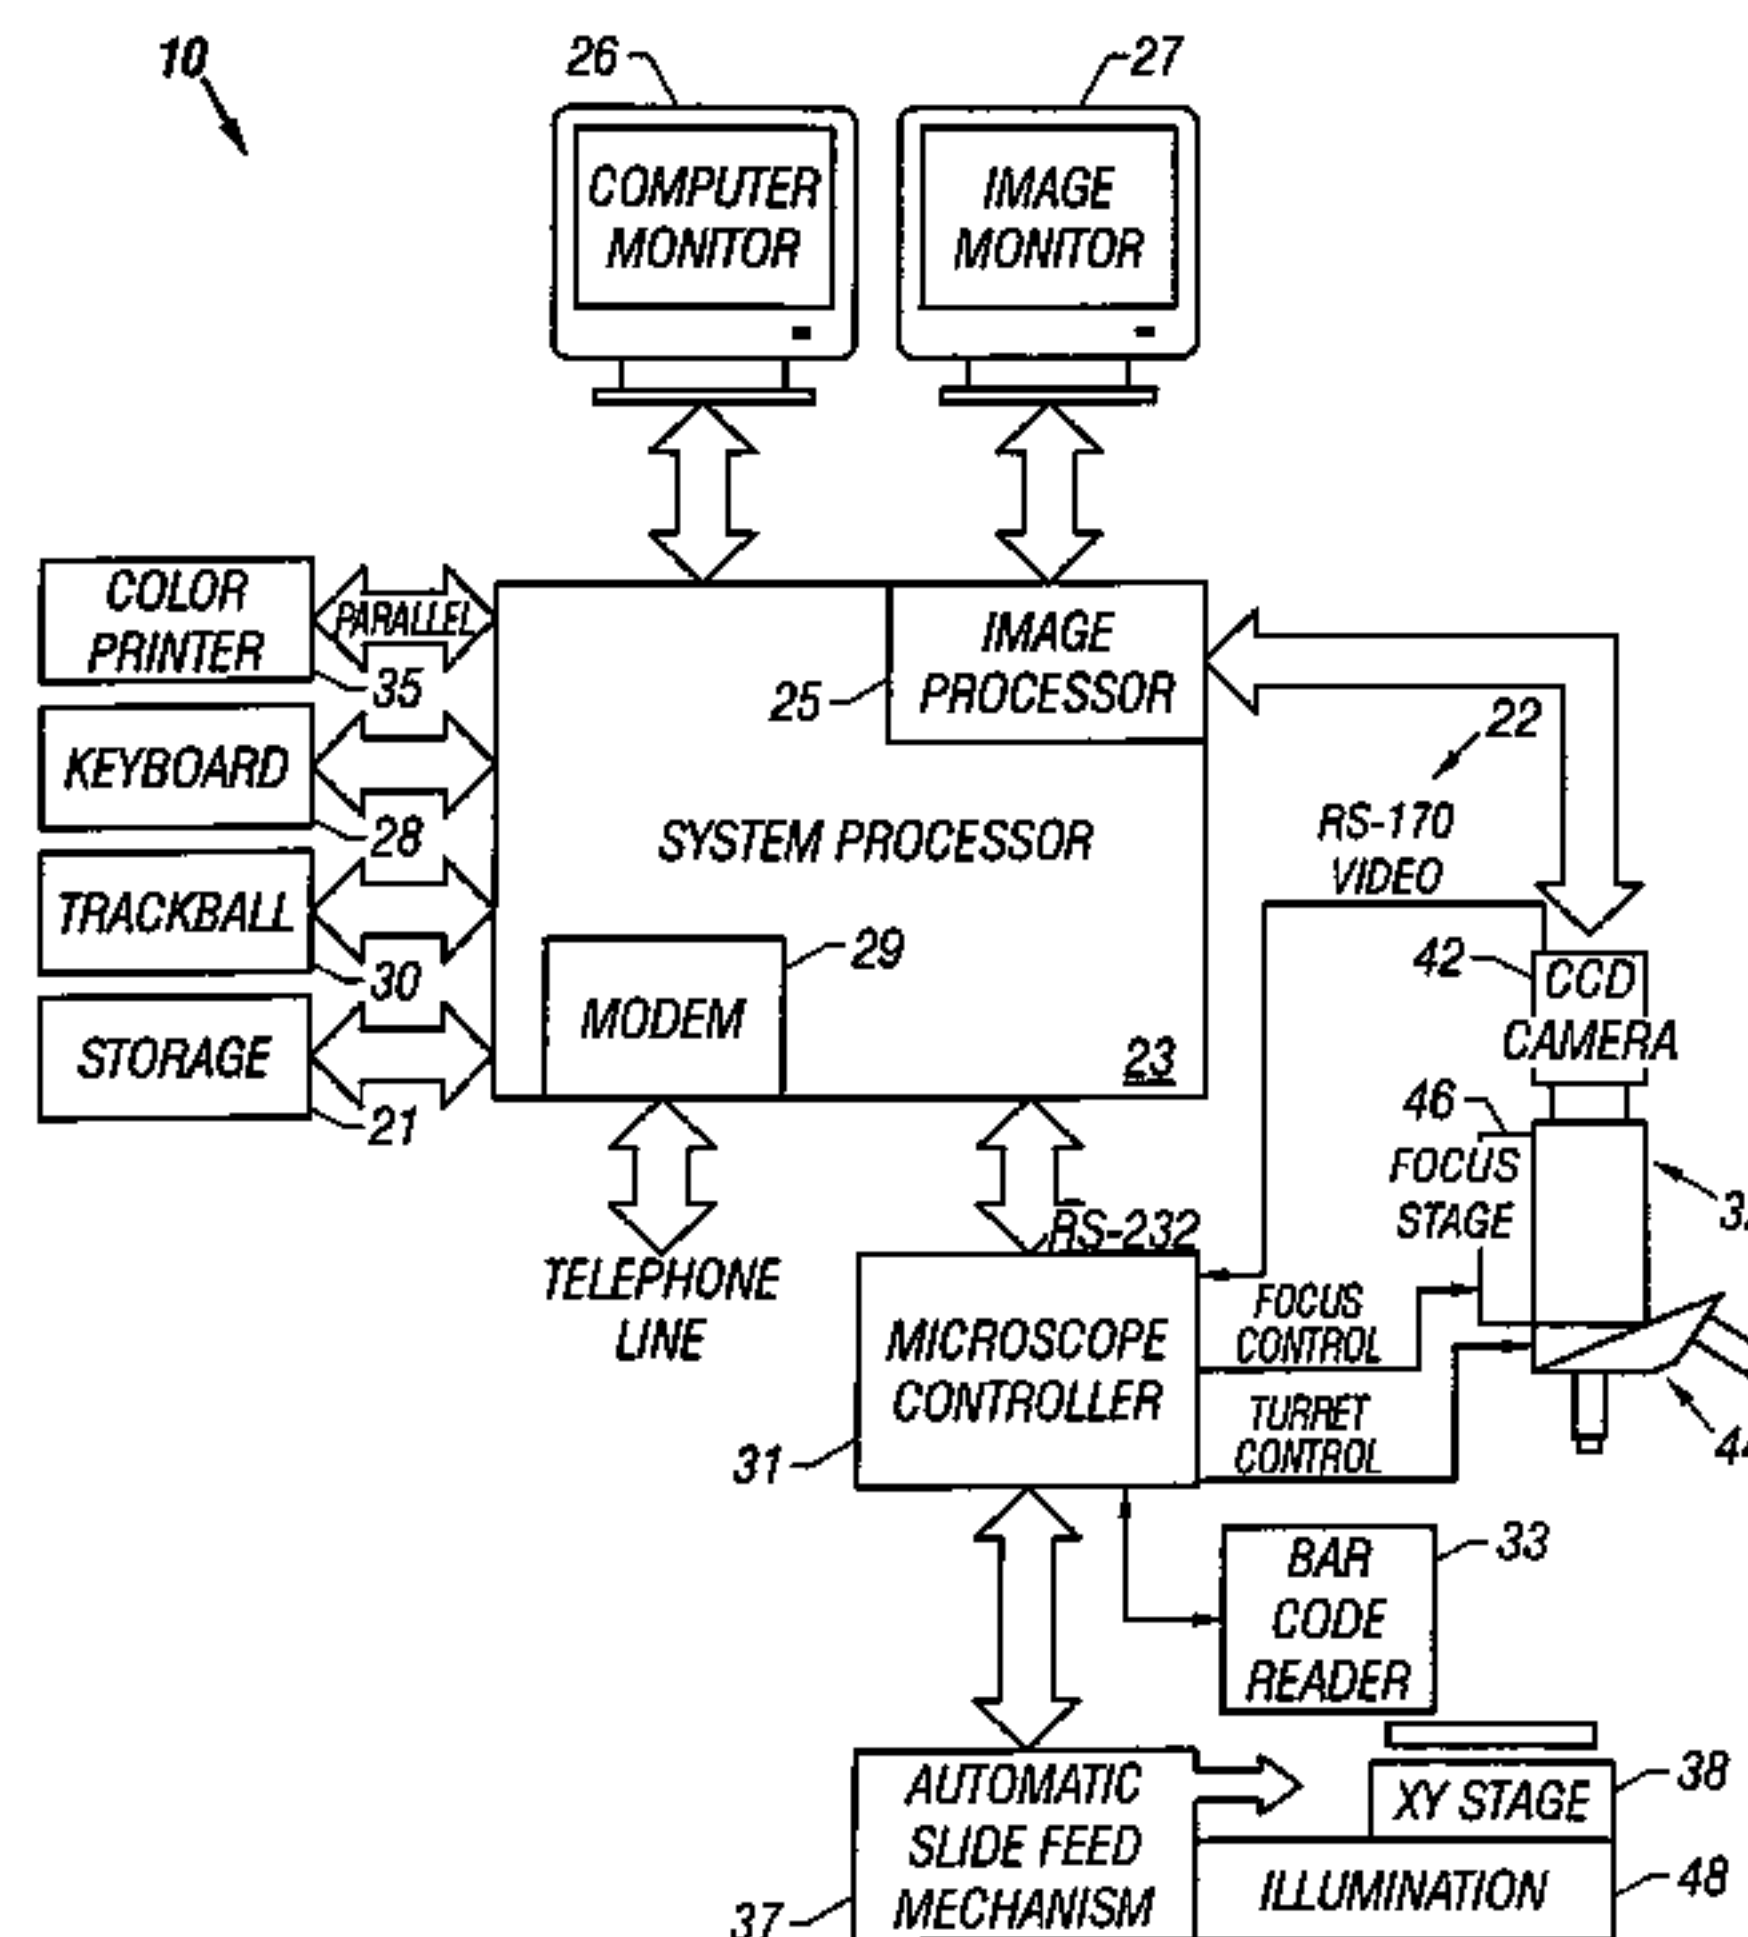 10
26
27
COMPUTER
MONITOR
IMAGE
MONITOR
COLOR
PRINTER
PARALLEL
35
IMAGE
PROCESSOR
25
22
KEYBOARD
28
SYSTEM PROCESSOR
RS-170
VIDEO
TRACKBALL
30
29
MODEM
23
42
CCD
CAMERA
STORAGE
21
46
FOCUS
STAGE
TELEPHONE
LINE
RS-232
MICROSCOPE
CONTROLLER
31
FOCUS
CONTROL
TURRET
CONTROL
BAR
CODE
READER
33
AUTOMATIC
SLIDE FEED
MECHANISM
37
XY STAGE
38
ILLUMINATION
48